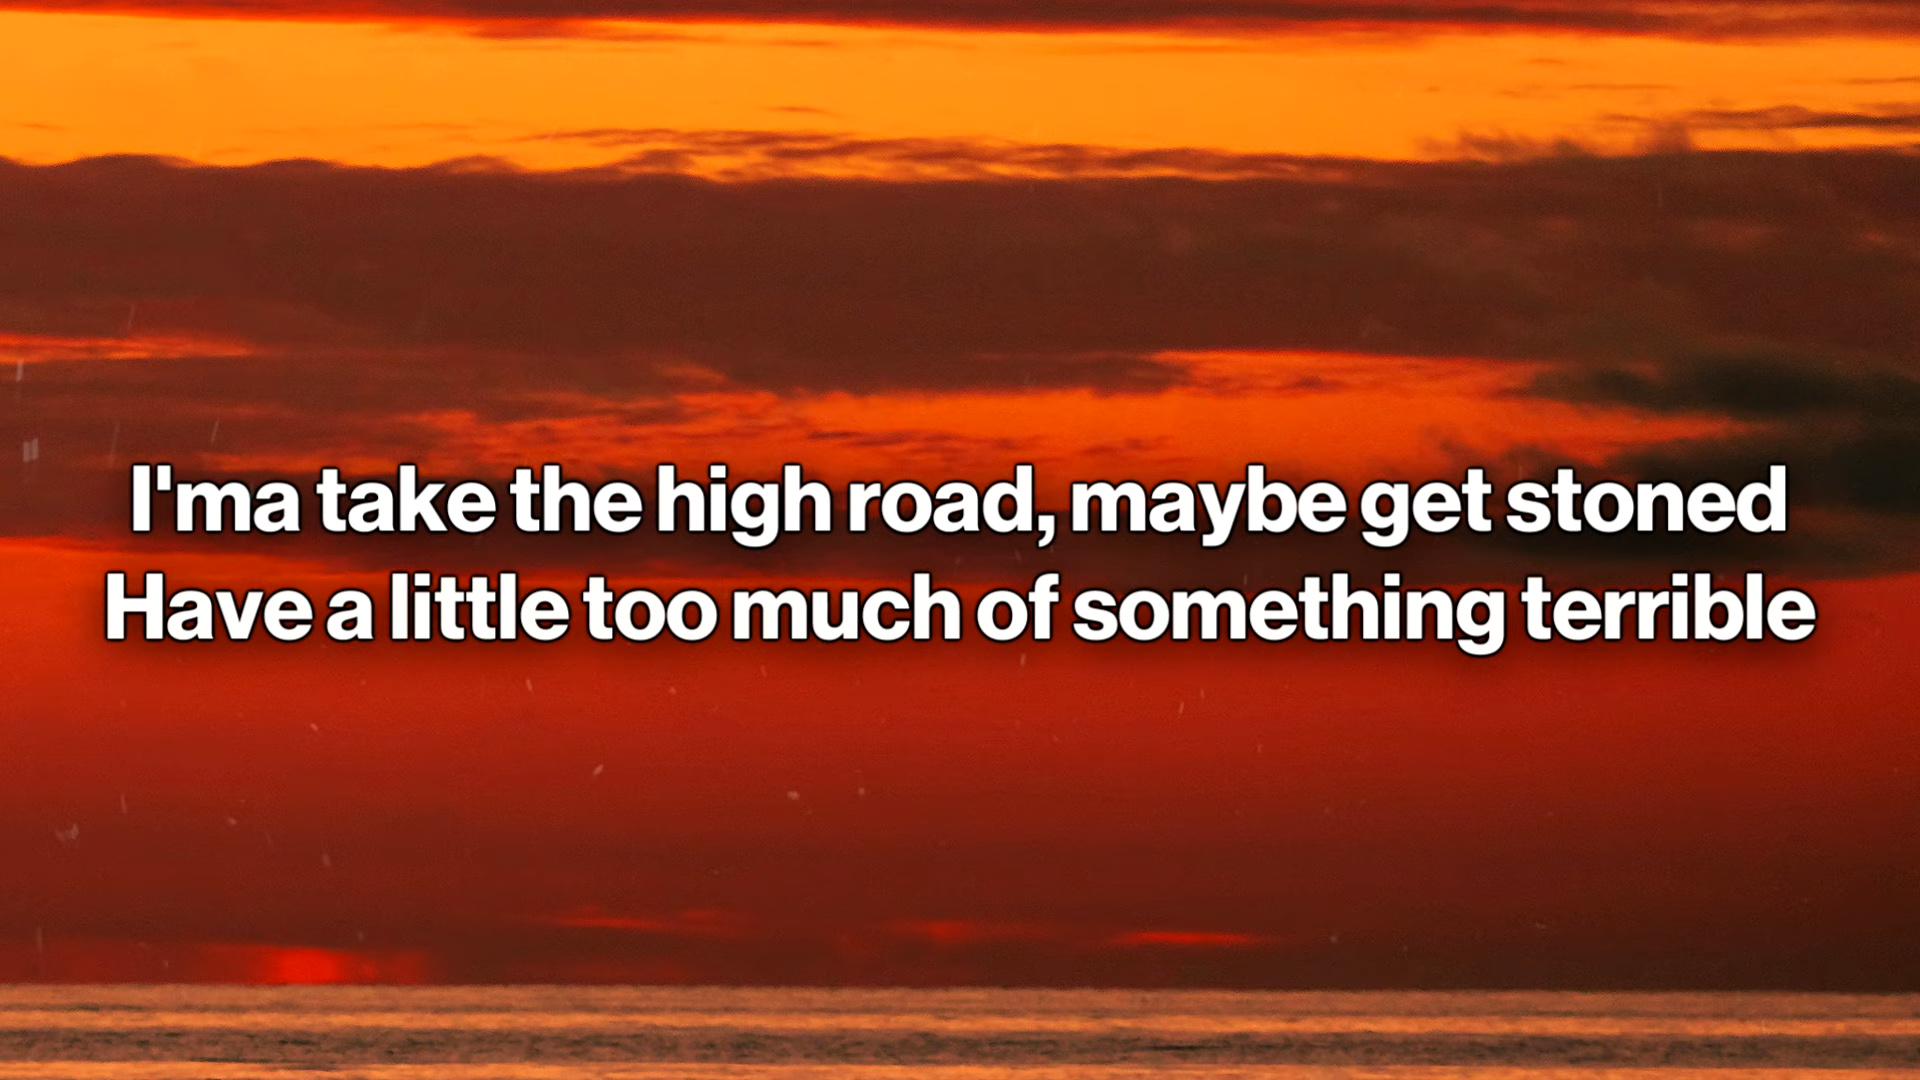 I'ma take the high road, maybe get stoned
Have a little too much of something terrible